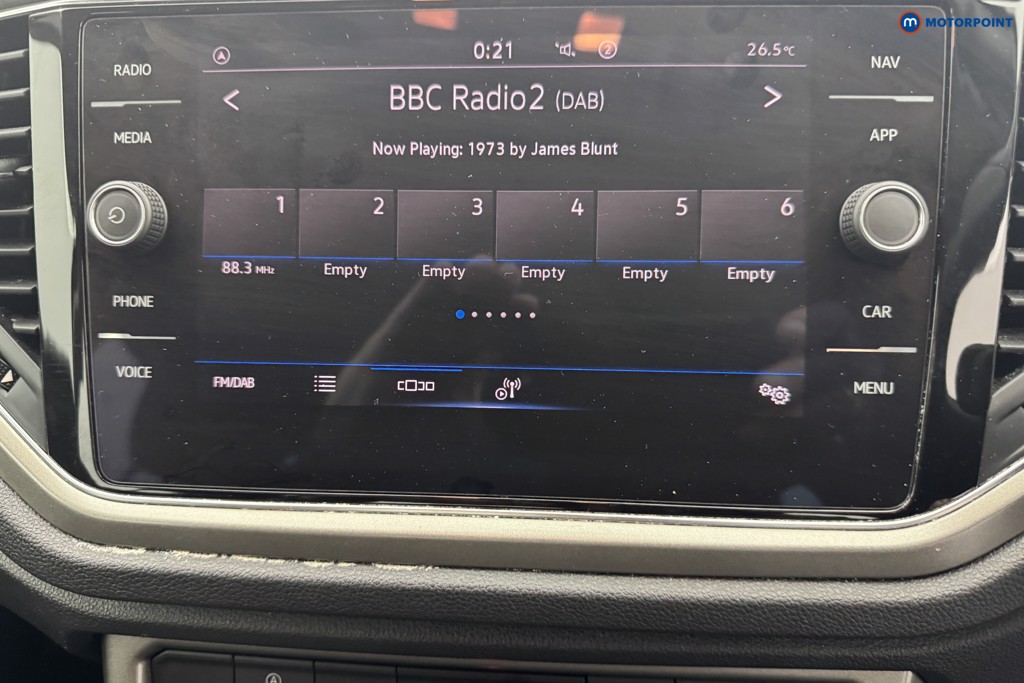 MOTORPOINT
RADIO
MEDIA
PHONE
VOICE
A
0:21
2
26.5°C
BBC Radio2 (DAB)
Now Playing: 1973 by James Blunt
1 2 3 4 5 6
88.3 MHz Empty Empty Empty Empty Empty
FM/DAB
NAV
APP
CAR
MENU
A